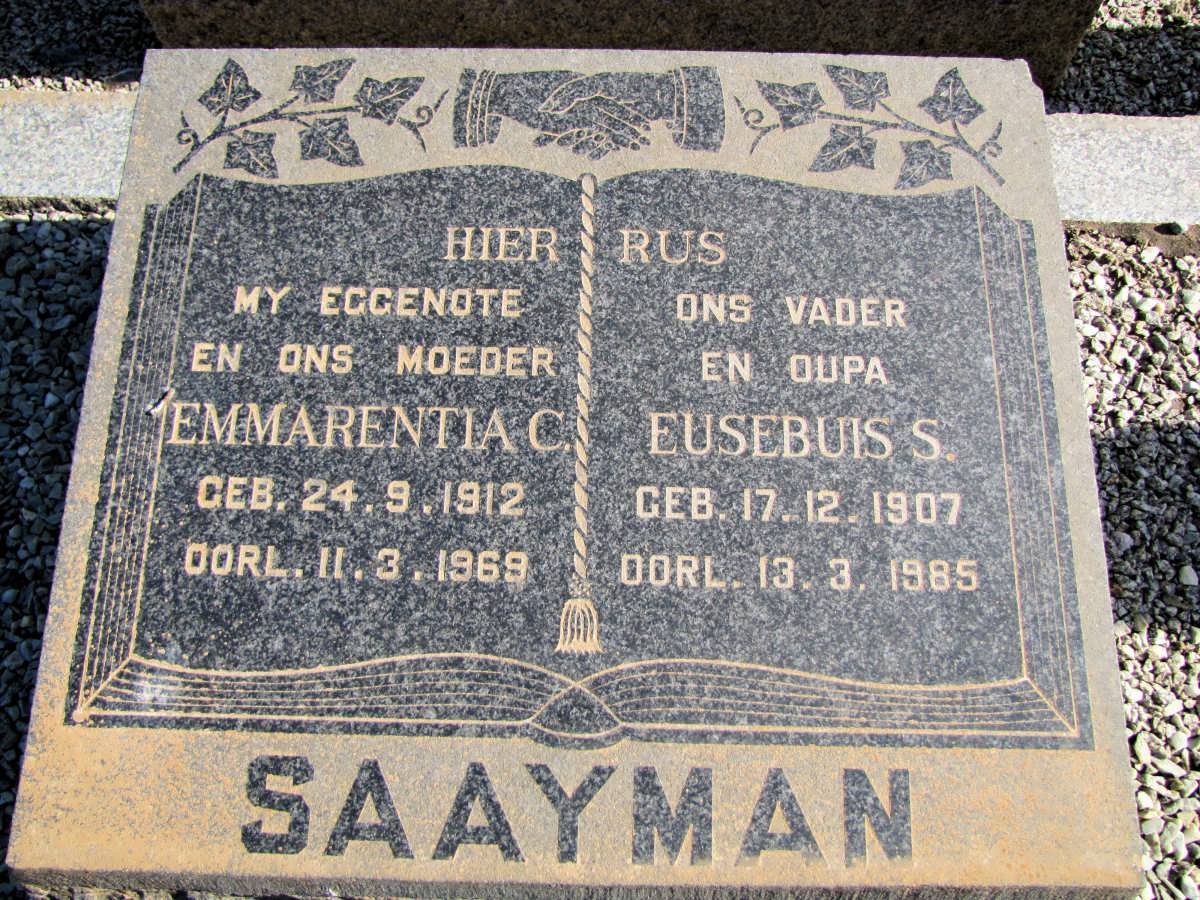 HIER RUS
MY EGGENOTE
EN ONS MOEDER
EMMARENTIA C.
GEB. 24.9.1912
OORL. 11.3.1969
ONS VADER
EN OUPA
EUSEBUIS S.
GEB. 17.12.1907
OORL. 13.3.1985
SAAYMAN